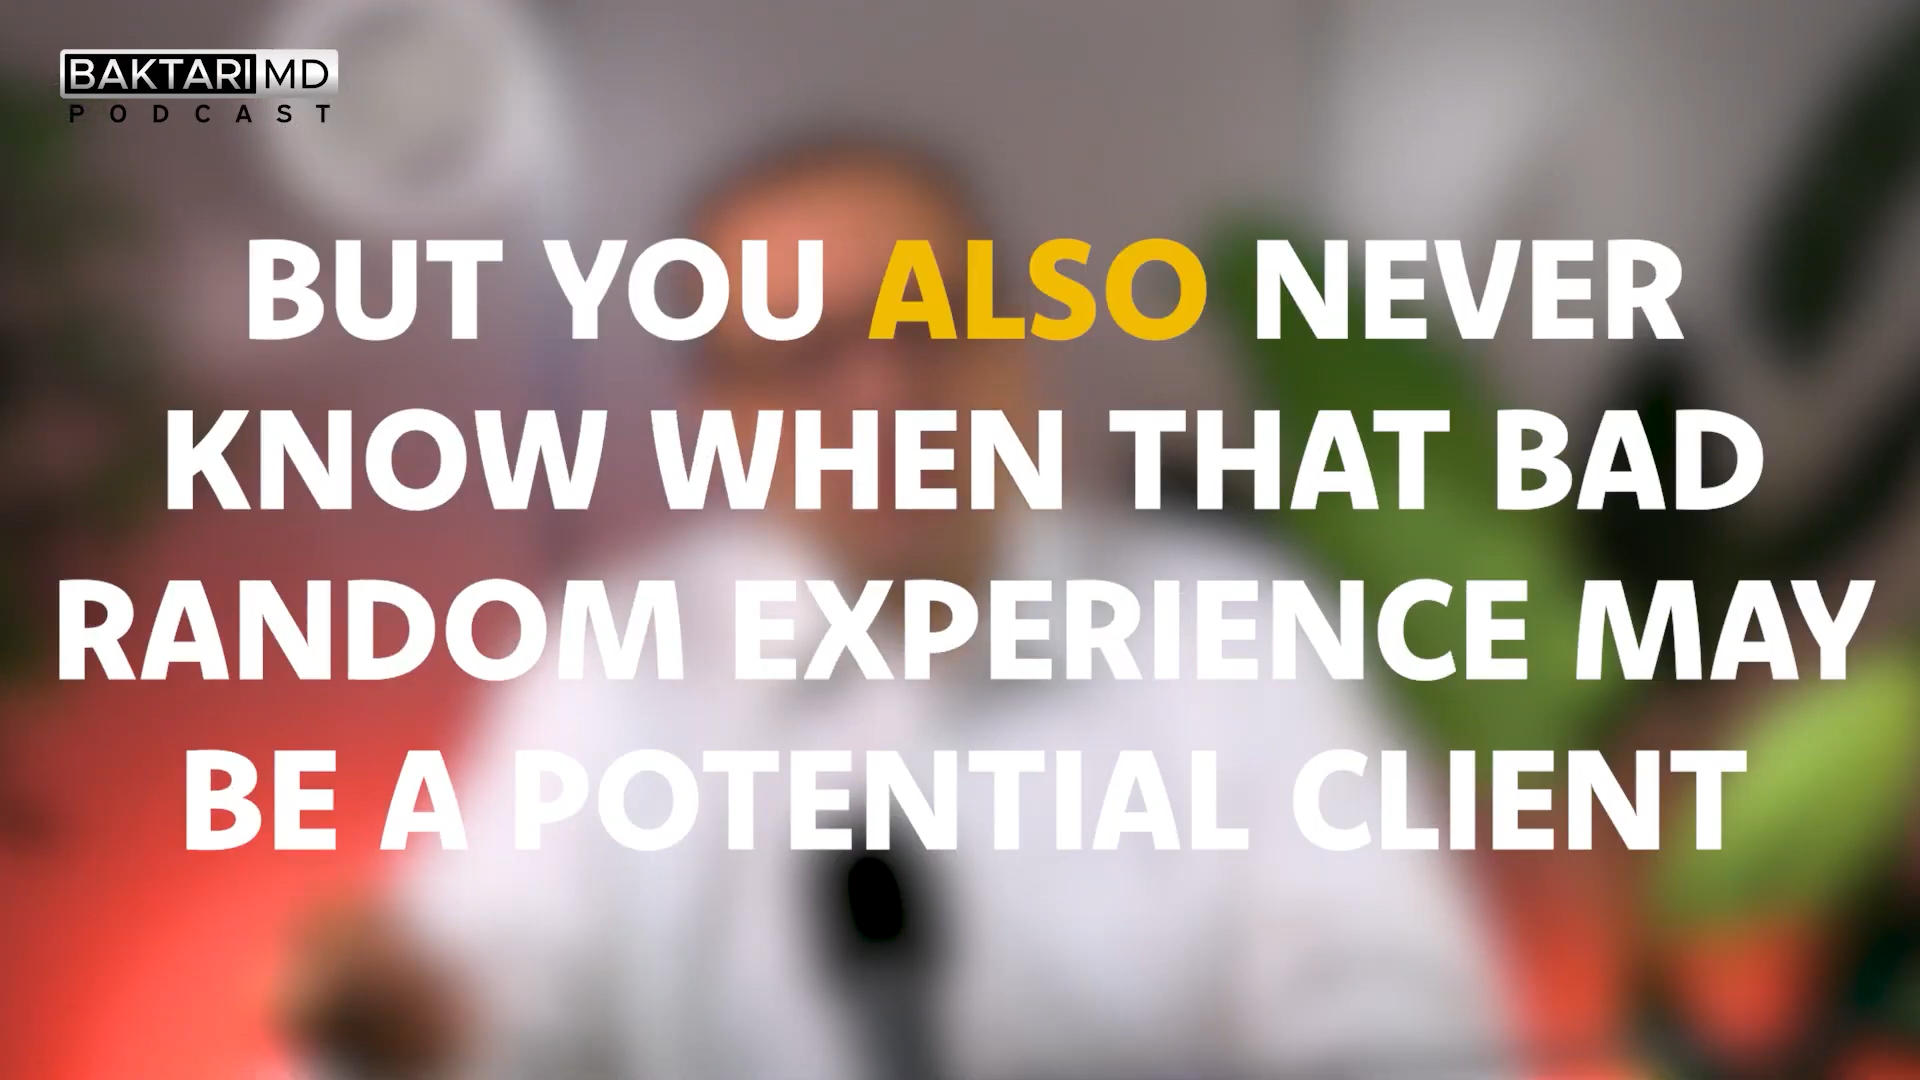 BAKTARI MD
PODCAST
BUT YOU ALSO NEVER
KNOW WHEN THAT BAD
RANDOM EXPERIENCE MAY
BE A POTENTIAL CLIENT